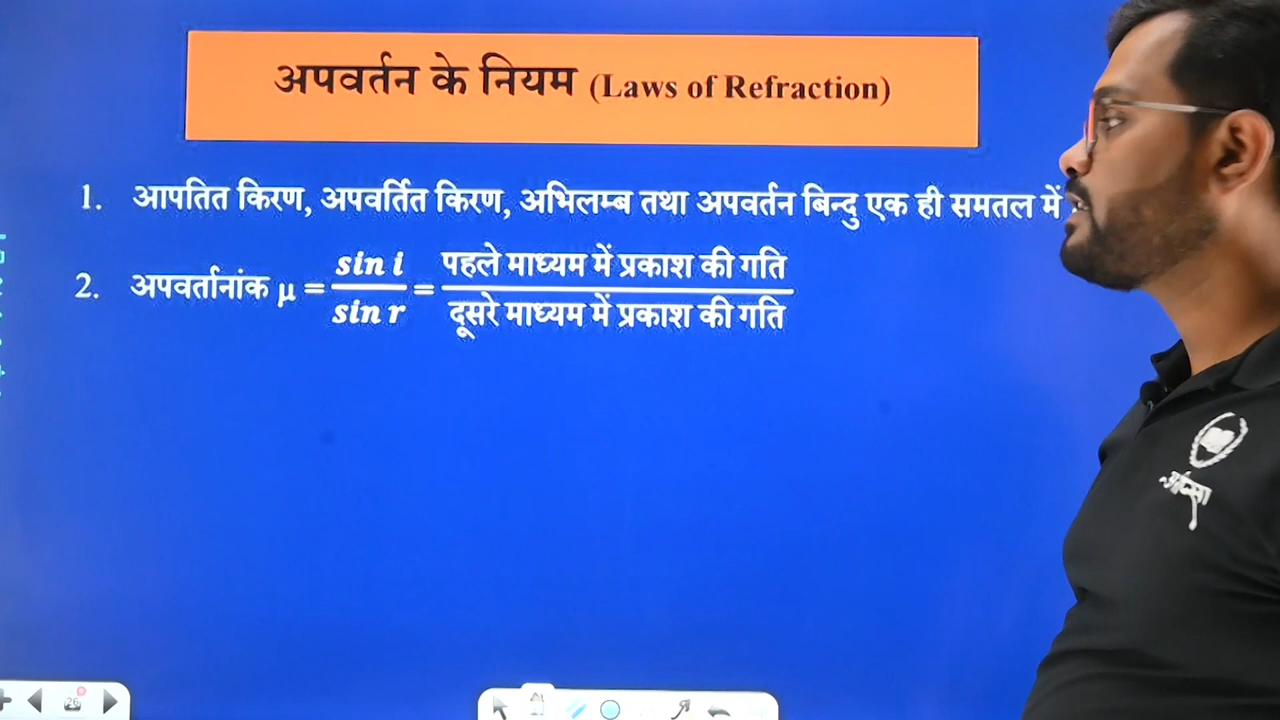 अपवर्तन के नियम (Laws of Refraction)
1. आपतित किरण, अपवर्तित किरण, अभिलम्ब तथा अपवर्तन बिन्दु एक ही समतल में
2. अपवर्तानांक μ = sin i / sin r = पहले माध्यम में प्रकाश की गति / दूसरे माध्यम में प्रकाश की गति
26